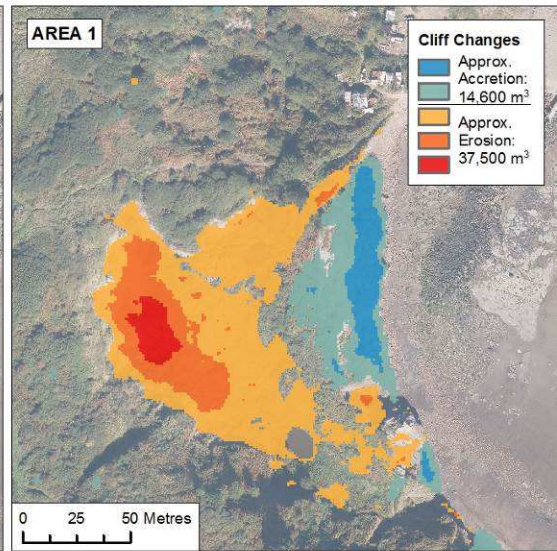 AREA 1
Cliff Changes
Approx.
Accretion:
14,600 m³
Approx.
Erosion:
37,500 m³
0 25 50 Metres